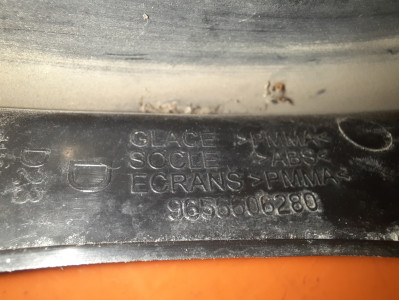 GLACE >PMMA<
SOCLE >ABS<
ECRANS >PMMA<
9656606280
D